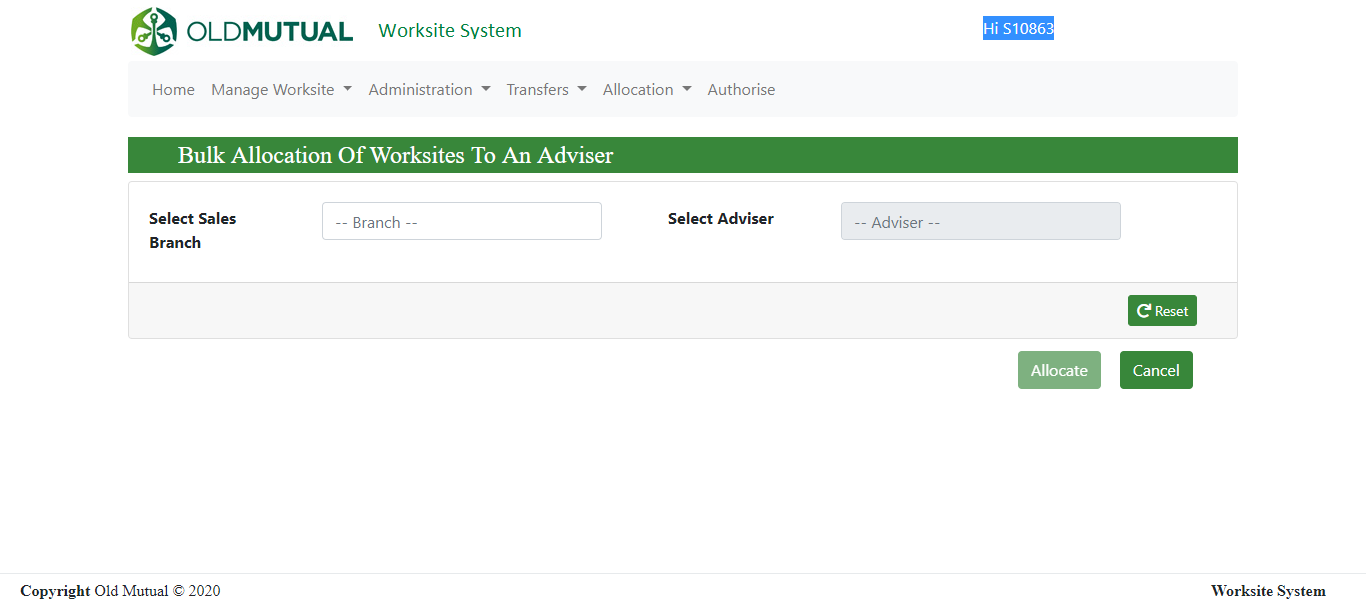 OLDMUTUAL Worksite System Hi S10863
Home Manage Worksite Administration Transfers Allocation Authorise
Bulk Allocation Of Worksites To An Adviser
Select Sales Branch
-- Branch --
Select Adviser
-- Adviser --
Reset
Allocate Cancel
Copyright Old Mutual © 2020 Worksite System